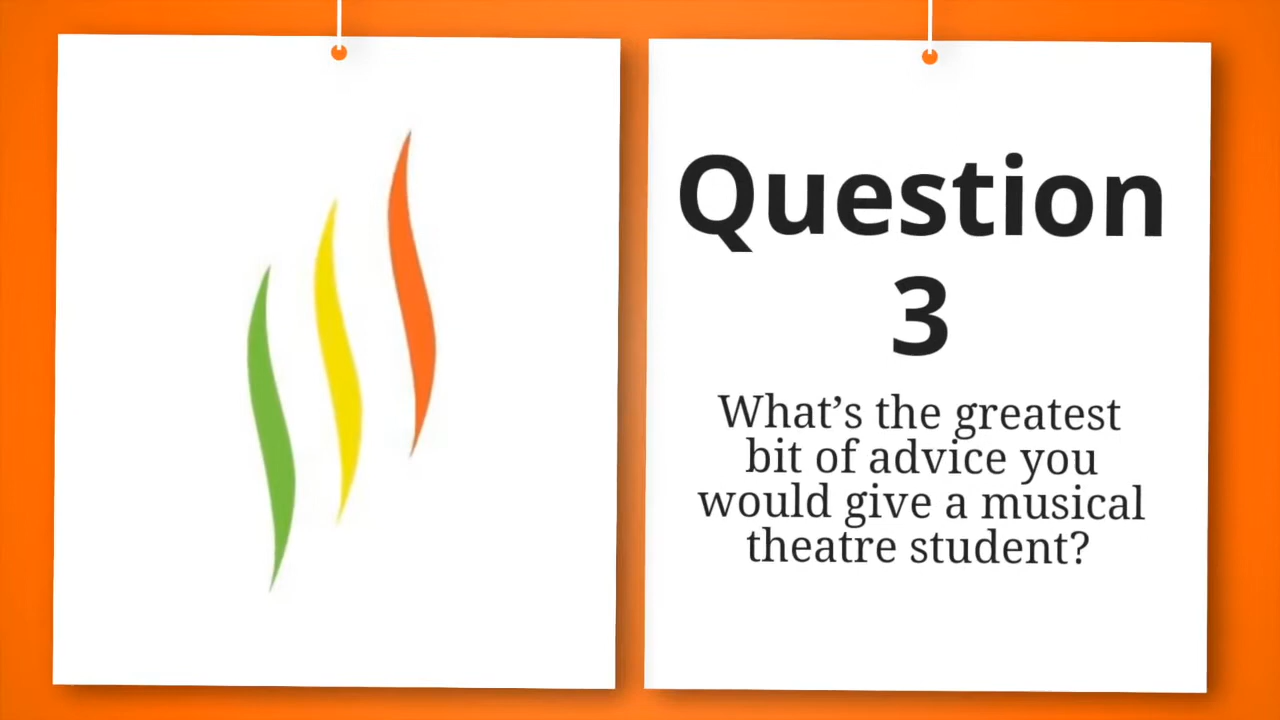 Question
3
What’s the greatest
bit of advice you
would give a musical
theatre student?